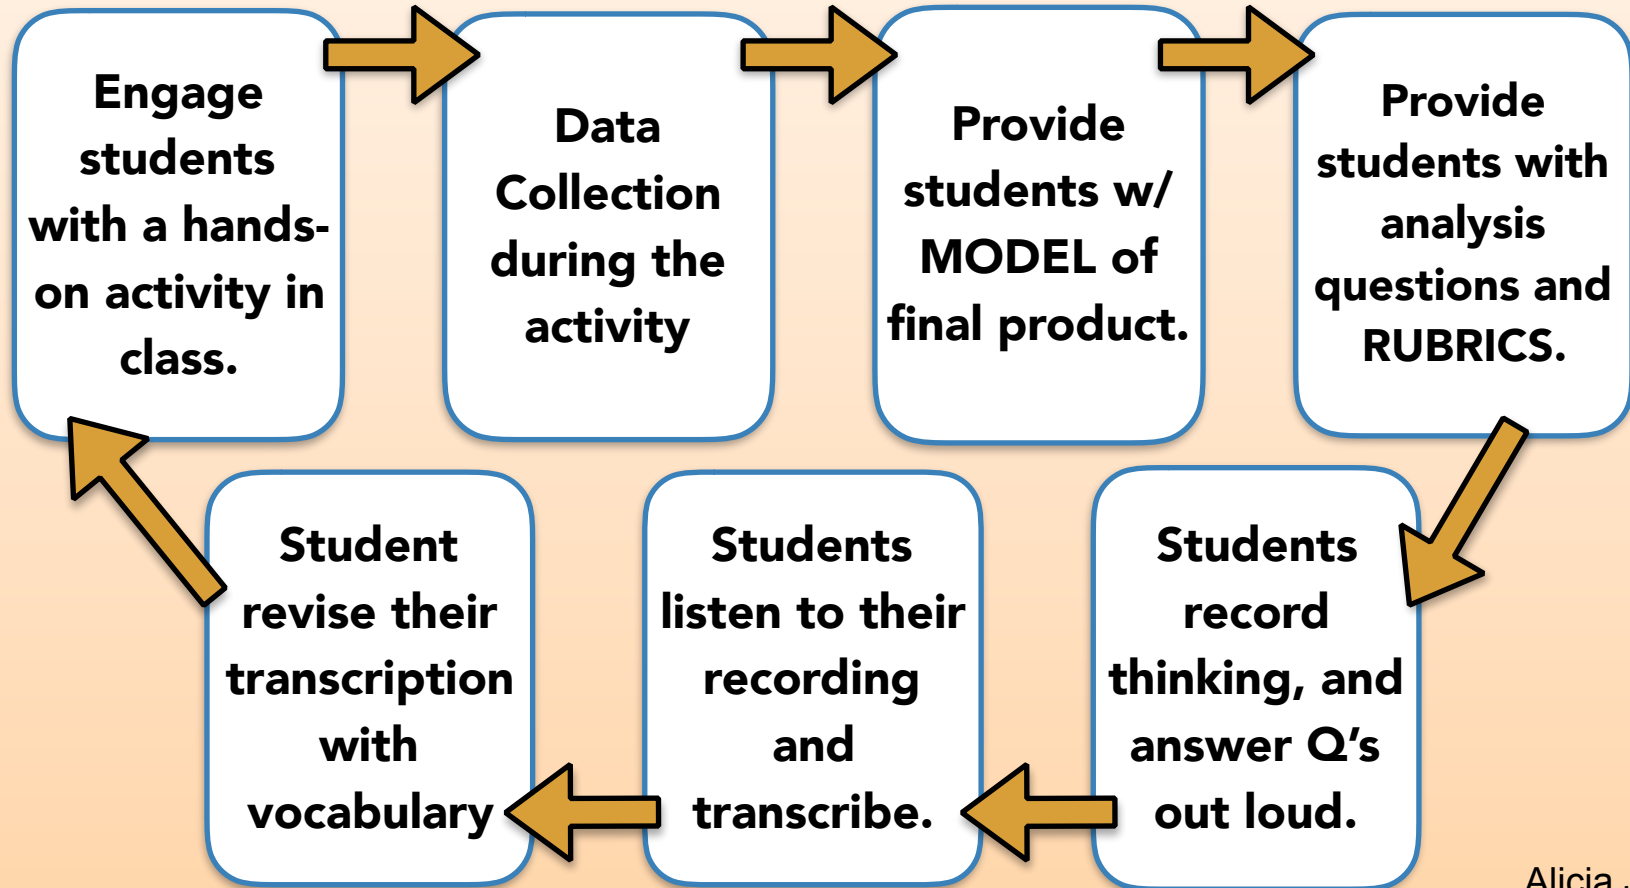 Engage
students
with a hands-
on activity in
class.
Data
Collection
during the
activity
Provide
students w/
MODEL of
final product.
Provide
students with
analysis
questions and
RUBRICS.
Students
record
thinking, and
answer Q’s
out loud.
Students
listen to their
recording
and
transcribe.
Student
revise their
transcription
with
vocabulary
Alicia